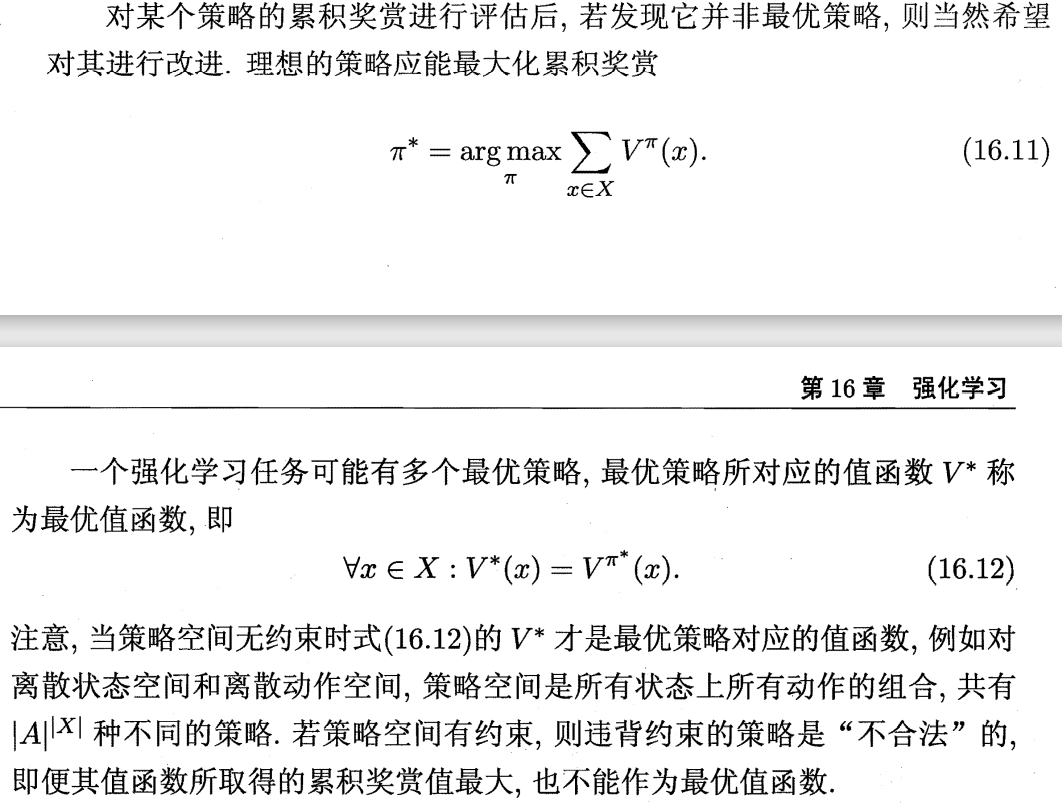 对某个策略的累积奖赏进行评估后, 若发现它并非最优策略, 则当然希望
对其进行改进. 理想的策略应能最大化累积奖赏
π* = arg max_π ∑_{x∈X} V^π(x). (16.11)
第 16 章 强化学习
一个强化学习任务可能有多个最优策略, 最优策略所对应的值函数 V* 称
为最优值函数, 即
∀x ∈ X : V*(x) = V^{π*}(x). (16.12)
注意, 当策略空间无约束时式(16.12)的 V* 才是最优策略对应的值函数, 例如对
离散状态空间和离散动作空间, 策略空间是所有状态上所有动作的组合, 共有
|A|^{|X|} 种不同的策略. 若策略空间有约束, 则违背约束的策略是“不合法”的,
即便其值函数所取得的累积奖赏值最大, 也不能作为最优值函数.